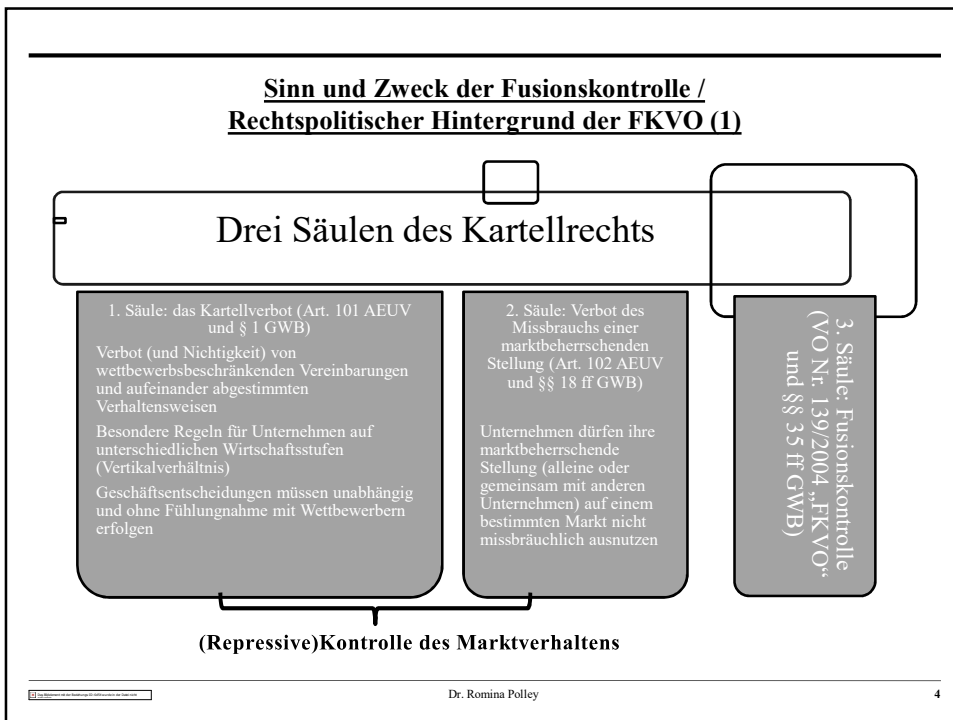 Sinn und Zweck der Fusionskontrolle /
Rechtspolitischer Hintergrund der FKVO (1)
Drei Säulen des Kartellrechts
1. Säule: das Kartellverbot (Art. 101 AEUV
und § 1 GWB)
Verbot (und Nichtigkeit) von
wettbewerbsbeschränkenden Vereinbarungen
und aufeinander abgestimmten
Verhaltensweisen
Besondere Regeln für Unternehmen auf
unterschiedlichen Wirtschaftsstufen
(Vertikalverhältnis)
Geschäftsentscheidungen müssen unabhängig
und ohne Fühlungnahme mit Wettbewerbern
erfolgen
2. Säule: Verbot des
Missbrauchs einer
marktbeherrschenden
Stellung (Art. 102 AEUV
und §§ 18 ff GWB)
Unternehmen dürfen ihre
marktbeherrschende
Stellung (alleine oder
gemeinsam mit anderen
Unternehmen) auf einem
bestimmten Markt nicht
missbräuchlich ausnutzen
3. Säule: Fusionskontrolle
(VO Nr. 139/2004 „FKVO“
und §§ 35 ff GWB)
(Repressive)Kontrolle des Marktverhaltens
Dr. Romina Polley
4